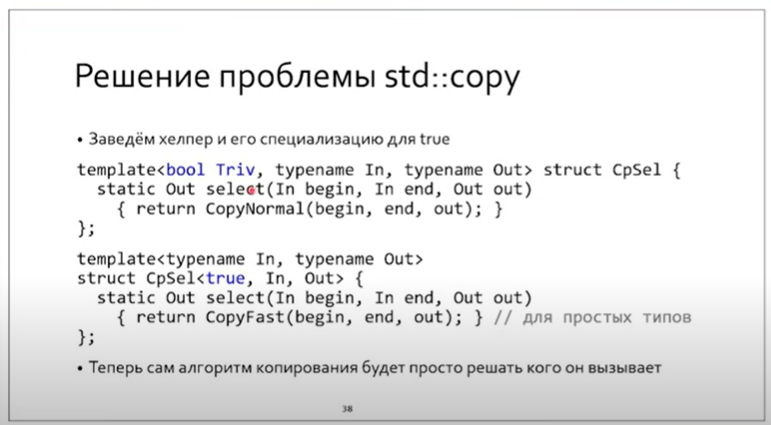 Решение проблемы std::copy
• Заведём хелпер и его специализацию для true
template<bool Triv, typename In, typename Out> struct CpSel {
static Out select(In begin, In end, Out out)
{ return CopyNormal(begin, end, out); }
};
template<typename In, typename Out>
struct CpSel<true, In, Out> {
static Out select(In begin, In end, Out out)
{ return CopyFast(begin, end, out); } // для простых типов
};
• Теперь сам алгоритм копирования будет просто решать кого он вызывает
38